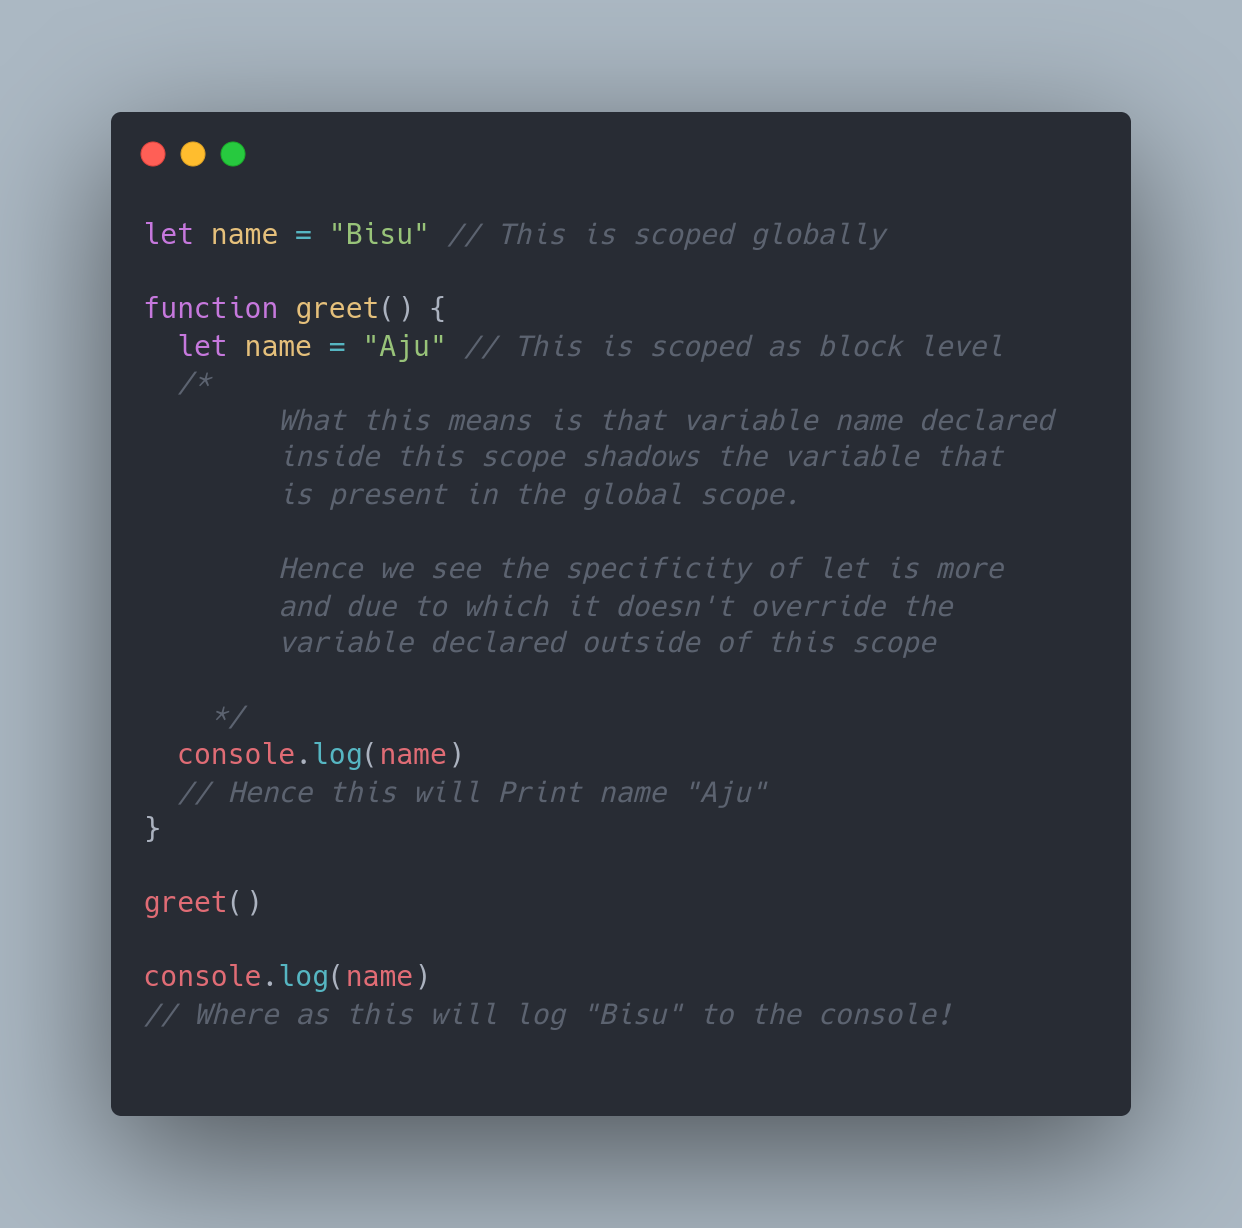 let name = "Bisu" // This is scoped globally
function greet() {
let name = "Aju" // This is scoped as block level
/*
What this means is that variable name declared
inside this scope shadows the variable that
is present in the global scope.
Hence we see the specificity of let is more
and due to which it doesn't override the
variable declared outside of this scope
*/
console.log(name)
// Hence this will Print name "Aju"
}
greet()
console.log(name)
// Where as this will log "Bisu" to the console!